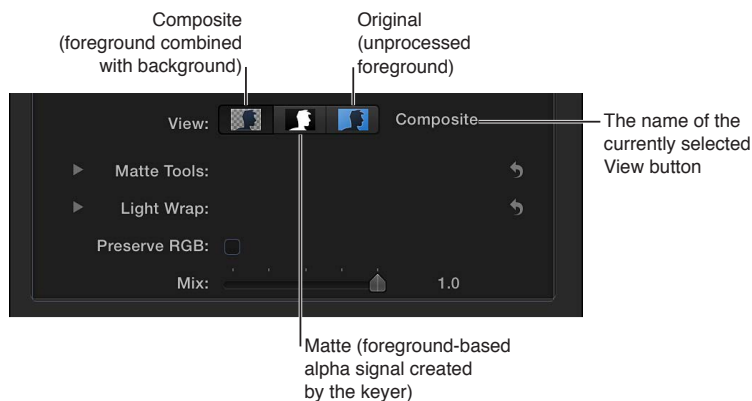 Composite
(foreground combined
with background)
Original
(unprocessed
foreground)
View:
Composite
The name of the
currently selected
View button
Matte Tools:
Light Wrap:
Preserve RGB:
Mix:
1.0
Matte (foreground-based
alpha signal created
by the keyer)